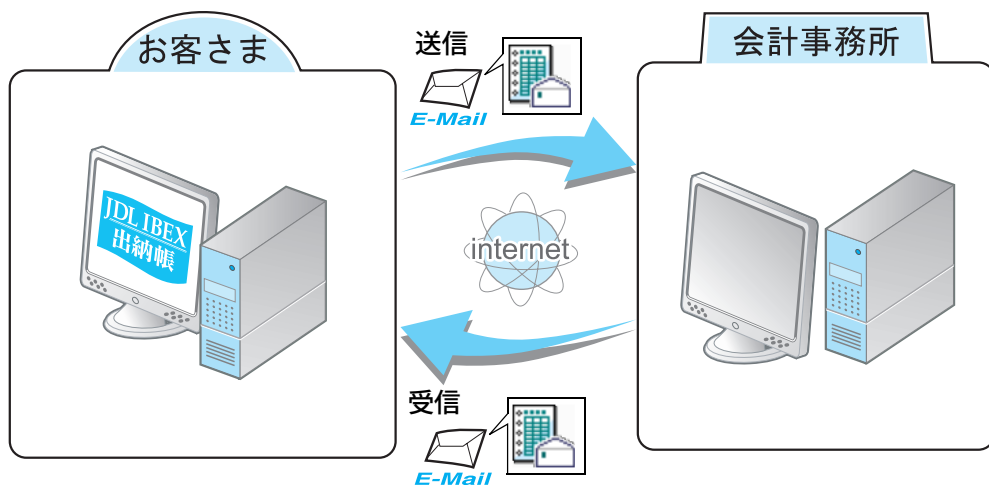 お客さま
JDL IBEX
出納帳
送信
E-Mail
internet
受信
E-Mail
会計事務所